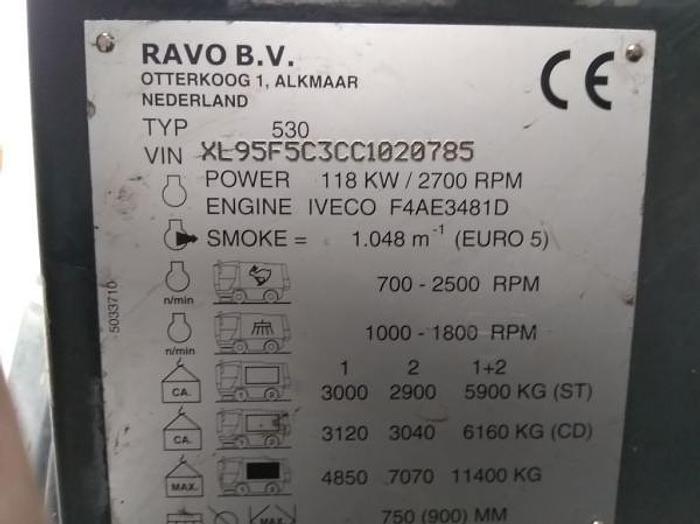 RAVO B.V.
OTTERKOOG 1, ALKMAAR
NEDERLAND
CE
TYP 530
VIN XL95F5C3CC1020785
POWER 118 KW / 2700 RPM
ENGINE IVECO F4AE3481D
SMOKE = 1.048 m-1 (EURO 5)
n/min 700 - 2500 RPM
n/min 1000 - 1800 RPM
1 2 1+2
CA. 3000 2900 5900 KG (ST)
CA. 3120 3040 6160 KG (CD)
MAX. 4850 7070 11400 KG
MAX 750 (900) MM
5033710